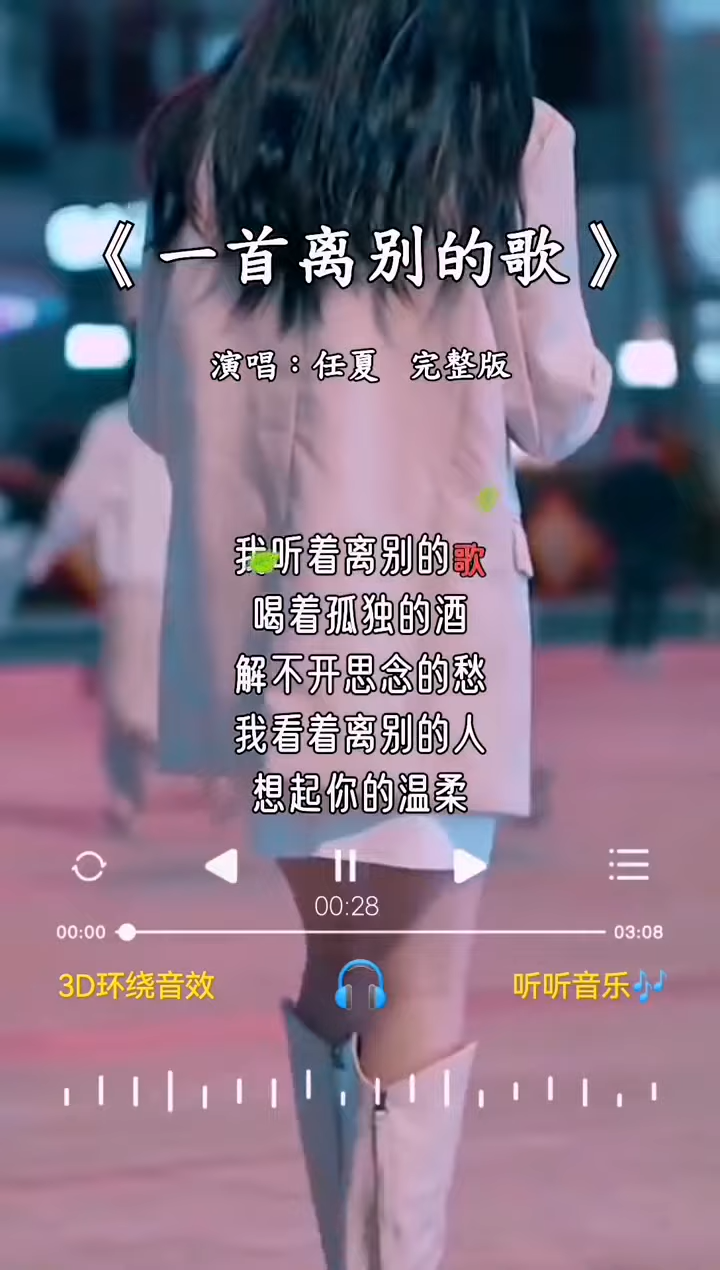 《一首离别的歌》
演唱：任夏 完整版
我听着离别的歌
喝着孤独的酒
解不开思念的愁
我看着离别的人
想起你的温柔
00:28
00:00 03:08
3D环绕音效 听听音乐